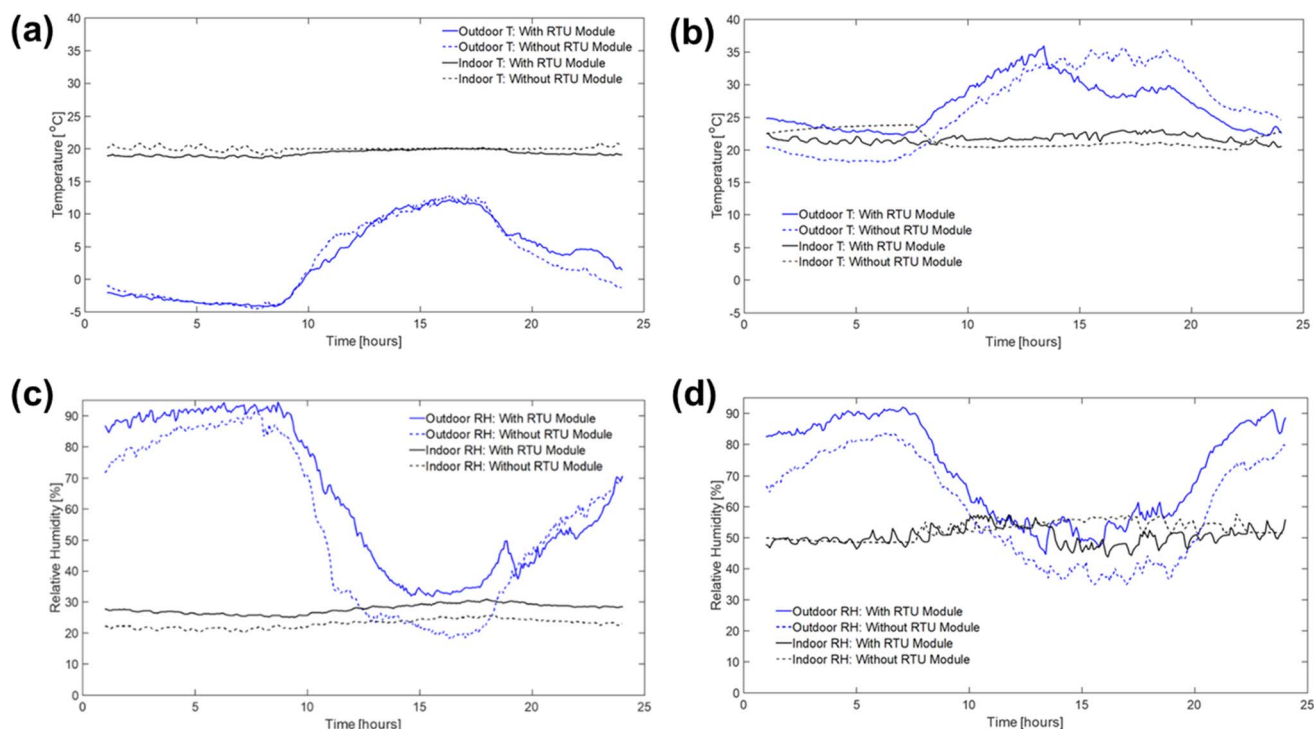 (a)
40
35
30
25
20
15
10
5
0
-5
Temperature [°C]
Outdoor T: With RTU Module
Outdoor T: Without RTU Module
Indoor T: With RTU Module
Indoor T: Without RTU Module
0 5 10 15 20 25
Time [hours]
(b)
40
35
30
25
20
15
10
5
0
-5
Temperature [°C]
Outdoor T: With RTU Module
Outdoor T: Without RTU Module
Indoor T: With RTU Module
Indoor T: Without RTU Module
0 5 10 15 20 25
Time [hours]
(c)
90
80
70
60
50
40
30
20
10
0
Relative Humidity [%]
Outdoor RH: With RTU Module
Outdoor RH: Without RTU Module
Indoor RH: With RTU Module
Indoor RH: Without RTU Module
0 5 10 15 20 25
Time [hours]
(d)
90
80
70
60
50
40
30
20
10
0
Relative Humidity [%]
Outdoor RH: With RTU Module
Outdoor RH: Without RTU Module
Indoor RH: With RTU Module
Indoor RH: Without RTU Module
0 5 10 15 20 25
Time [hours]